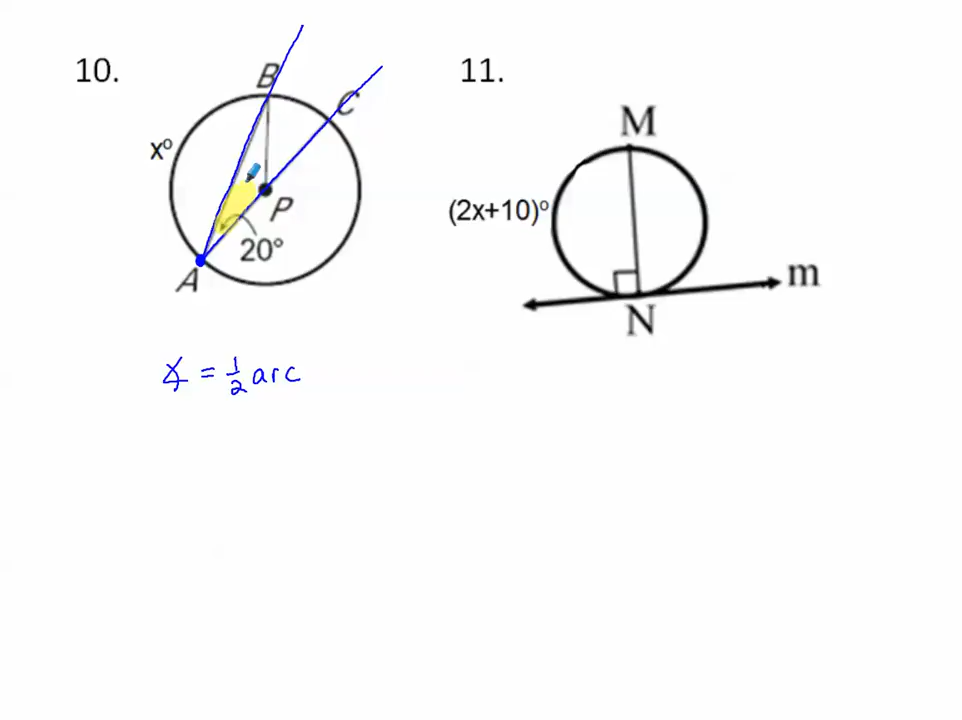 10.
B
C
x°
P
20°
A
∡ = 1/2 arc
11.
M
(2x+10)°
m
N